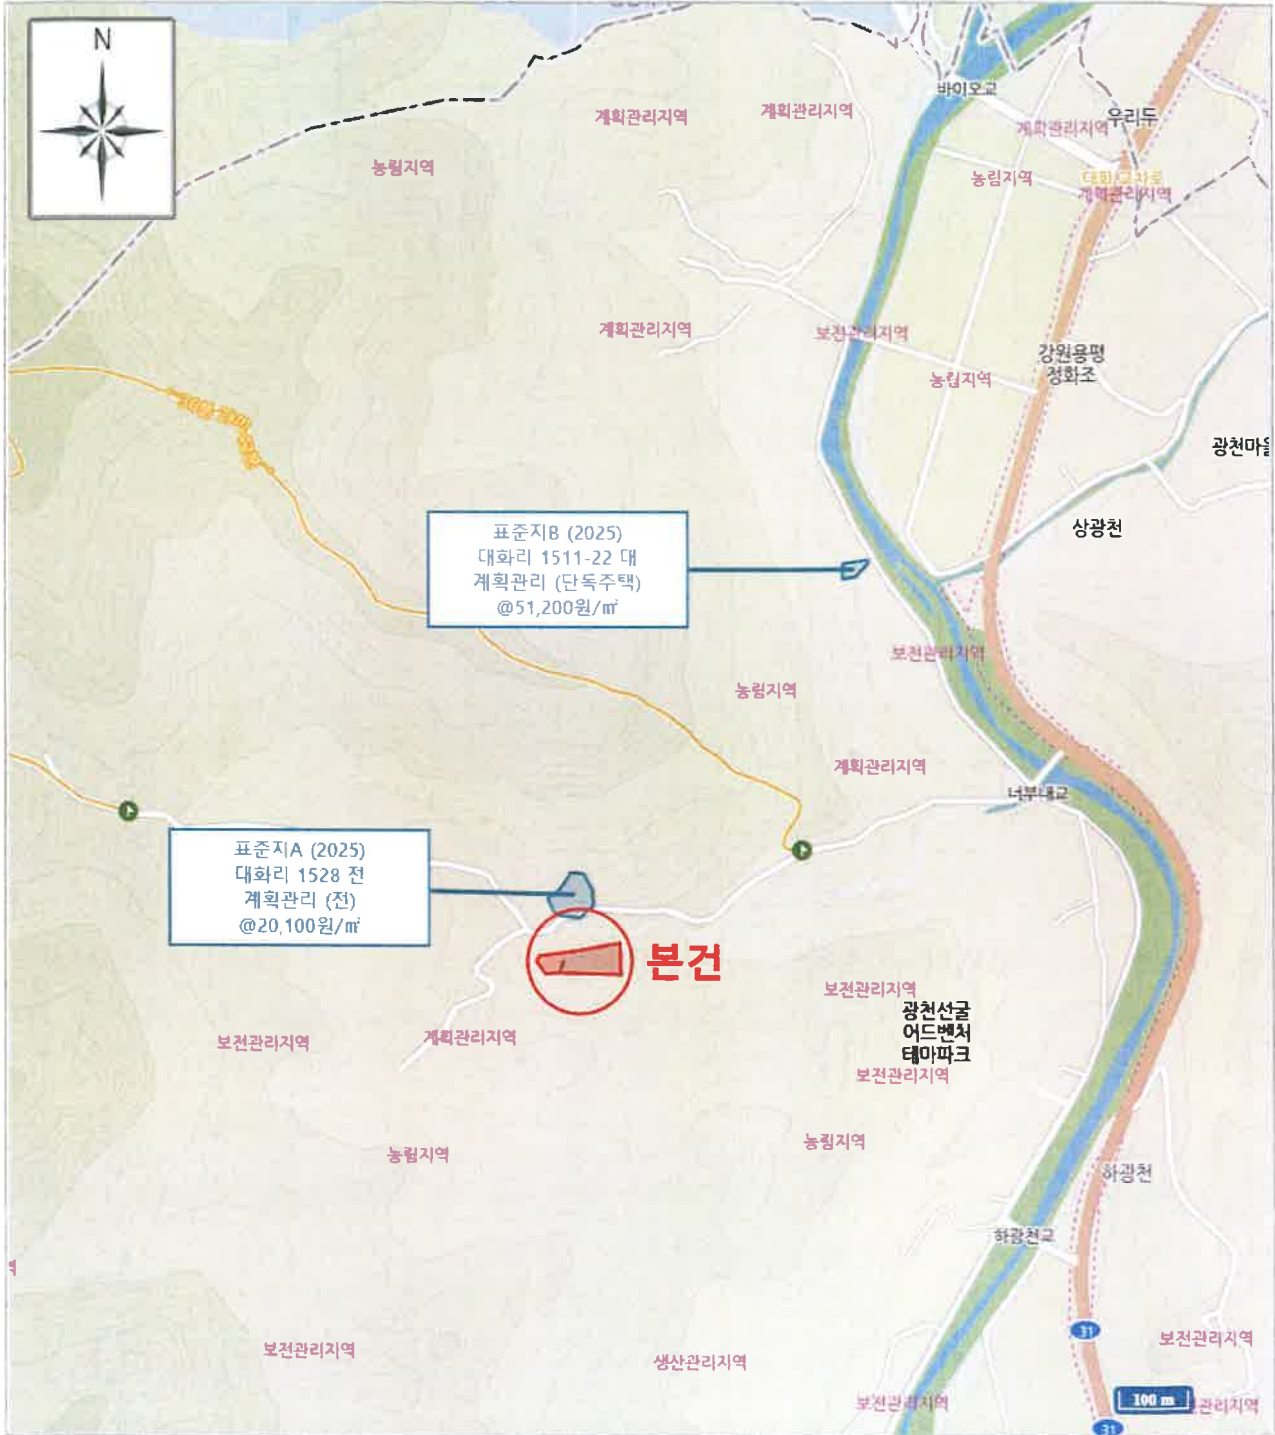 N
바이오교
우리두
계획관리지역
계획관리지역
계획관리지역
농림지역
농림지역
대화교차로
계획관리지역
계획관리지역
보전관리지역
강원용평
정화조
농림지역
광천마을
상광천
표준지B (2025)
대화리 1511-22 대
계획관리 (단독주택)
@51,200원/㎡
보전관리지역
농림지역
계획관리지역
너부내교
표준지A (2025)
대화리 1528 전
계획관리 (전)
@20,100원/㎡
본건
보전관리지역
광천선굴
어드벤처
테마파크
보전관리지역
계획관리지역
보전관리지역
농림지역
농림지역
하광천
하광천교
31
보전관리지역
보전관리지역
생산관리지역
보전관리지역
100 m
관리지역
31